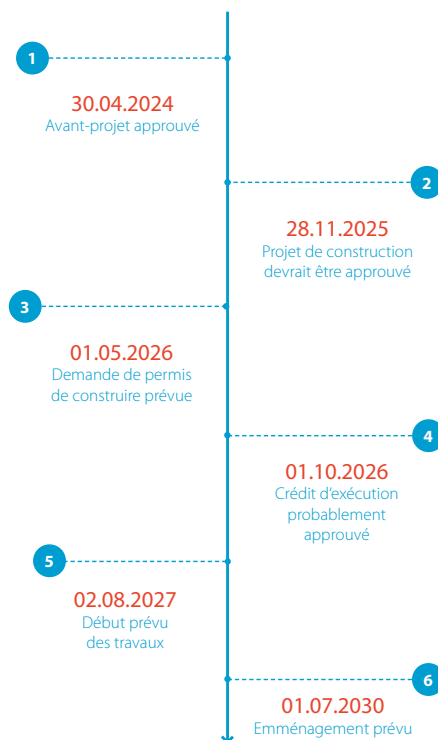 1
30.04.2024
Avant-projet approuvé
2
28.11.2025
Projet de construction
devrait être approuvé
3
01.05.2026
Demande de permis
de construire prévue
4
01.10.2026
Crédit d'exécution
probablement
approuvé
5
02.08.2027
Début prévu
des travaux
6
01.07.2030
Emménagement prévu